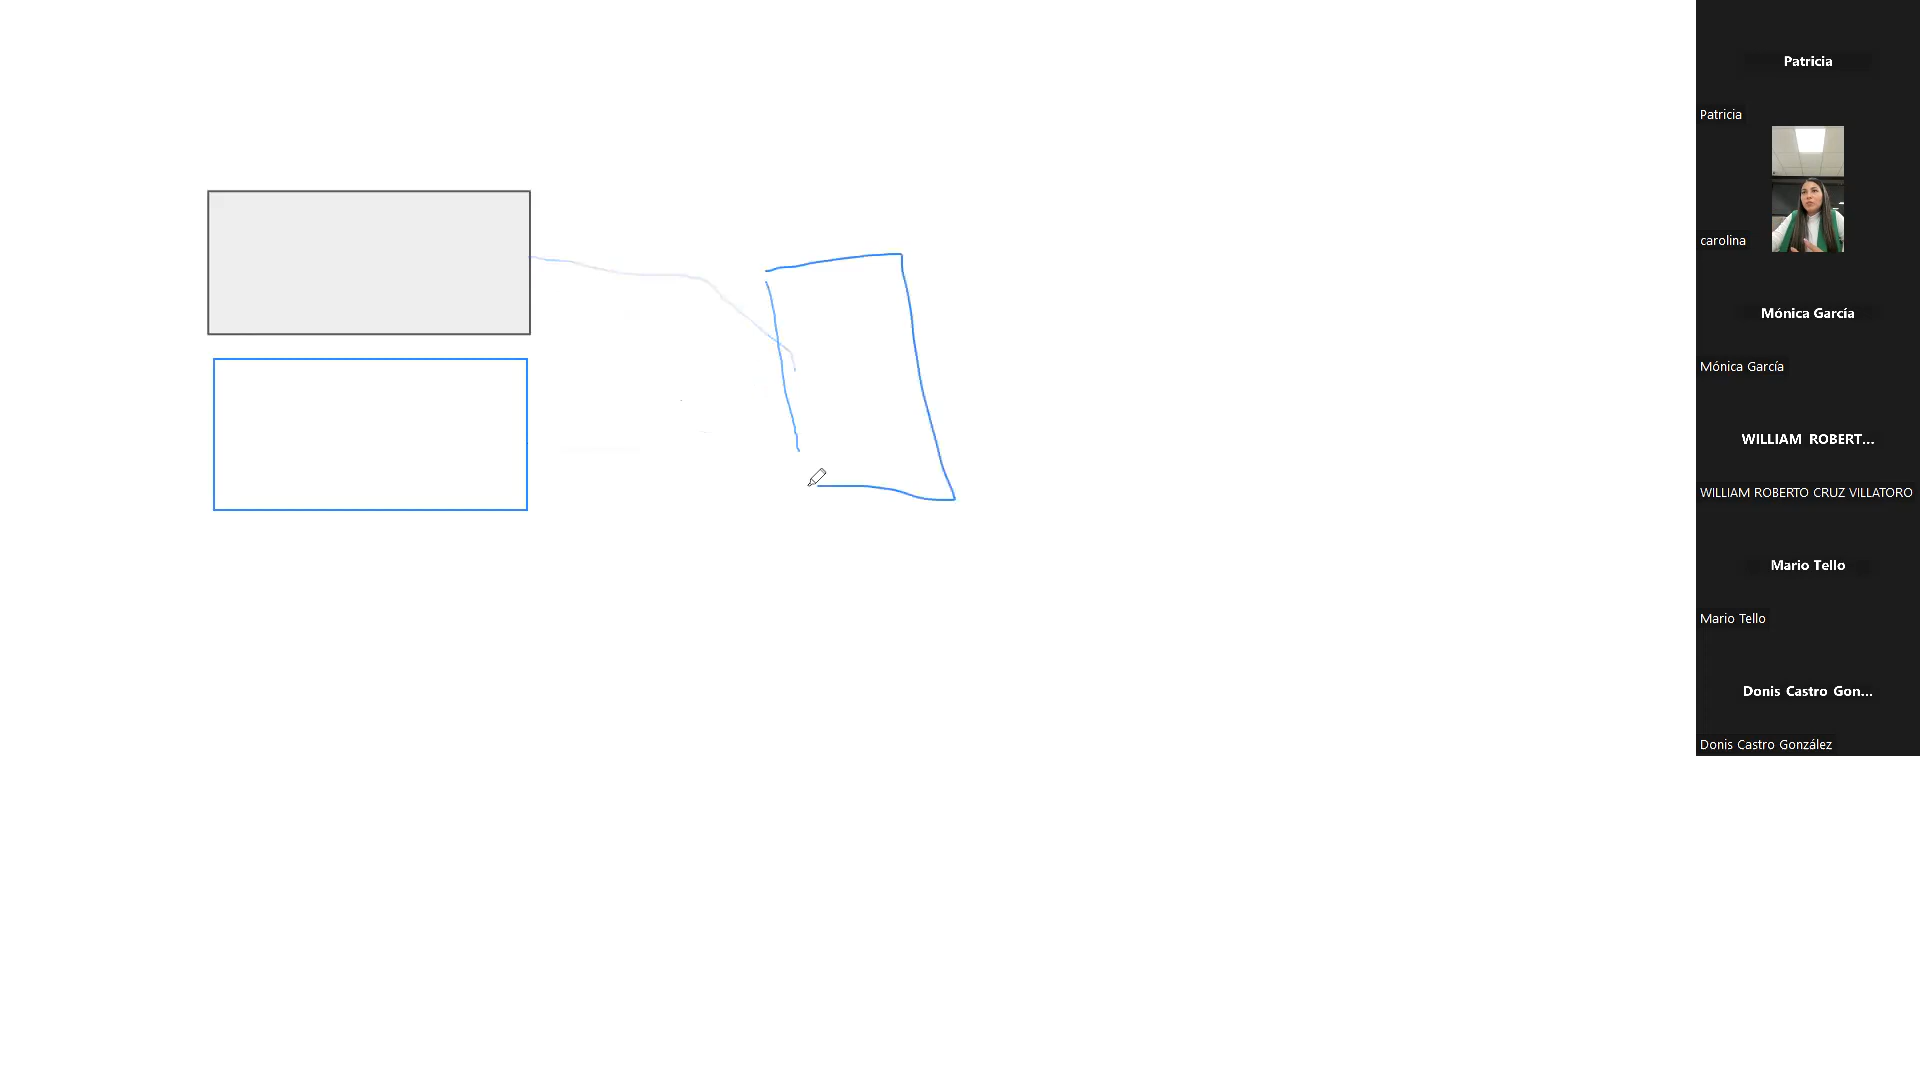 Patricia
Patricia
carolina
Mónica García
Mónica García
WILLIAM ROBERT...
WILLIAM ROBERTO CRUZ VILLATORO
Mario Tello
Mario Tello
Donis Castro Gon...
Donis Castro González